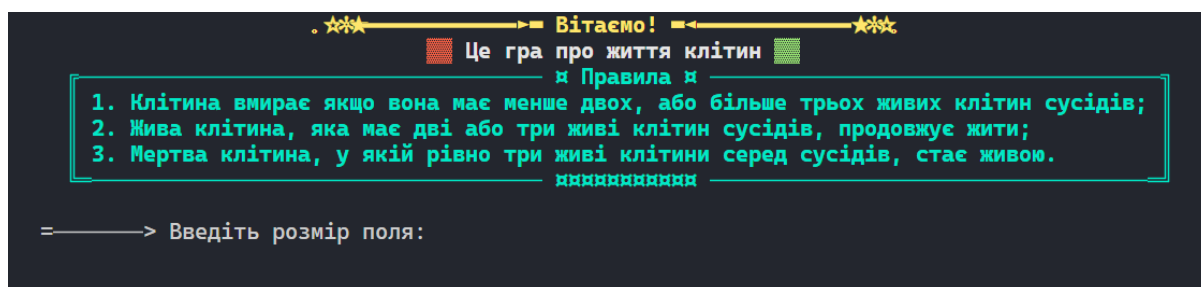 Вітаємо!
Це гра про життя клітин
¤ Правила ¤
1. Клітина вмирає якщо вона має менше двох, або більше трьох живих клітин сусідів;
2. Жива клітина, яка має дві або три живі клітин сусідів, продовжує жити;
3. Мертва клітина, у якій рівно три живі клітини серед сусідів, стає живою.
¤¤¤¤¤¤¤¤¤¤¤
=———————> Введіть розмір поля: